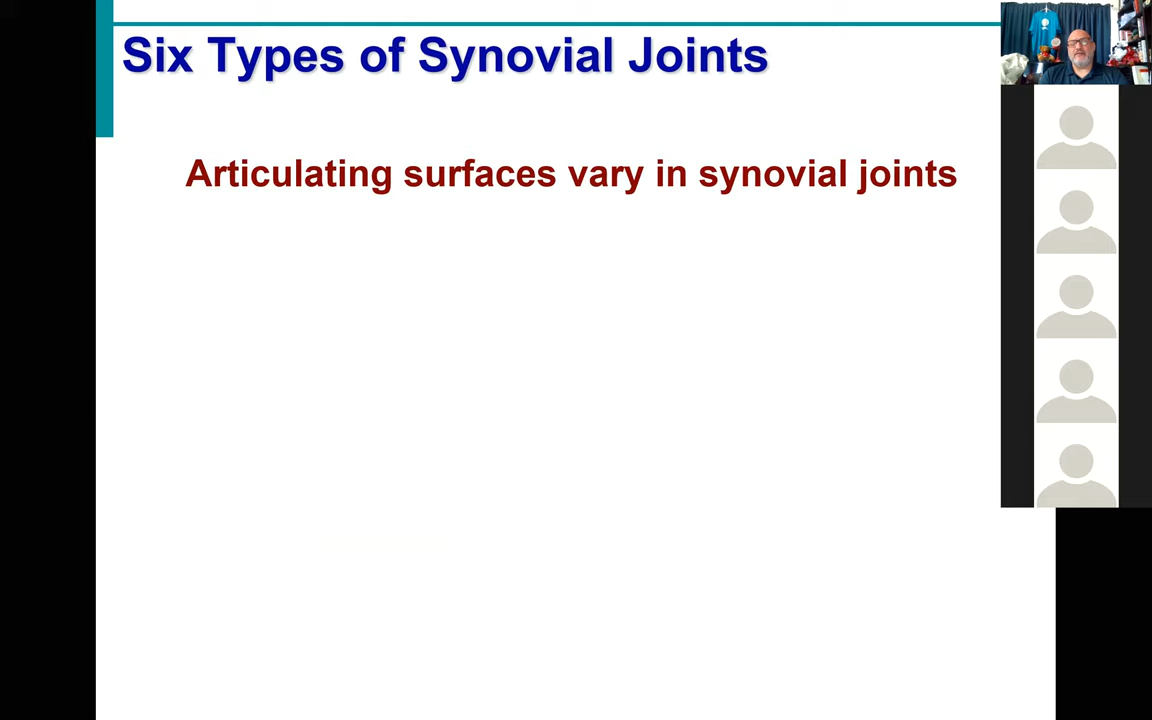 Six Types of Synovial Joints
Articulating surfaces vary in synovial joints